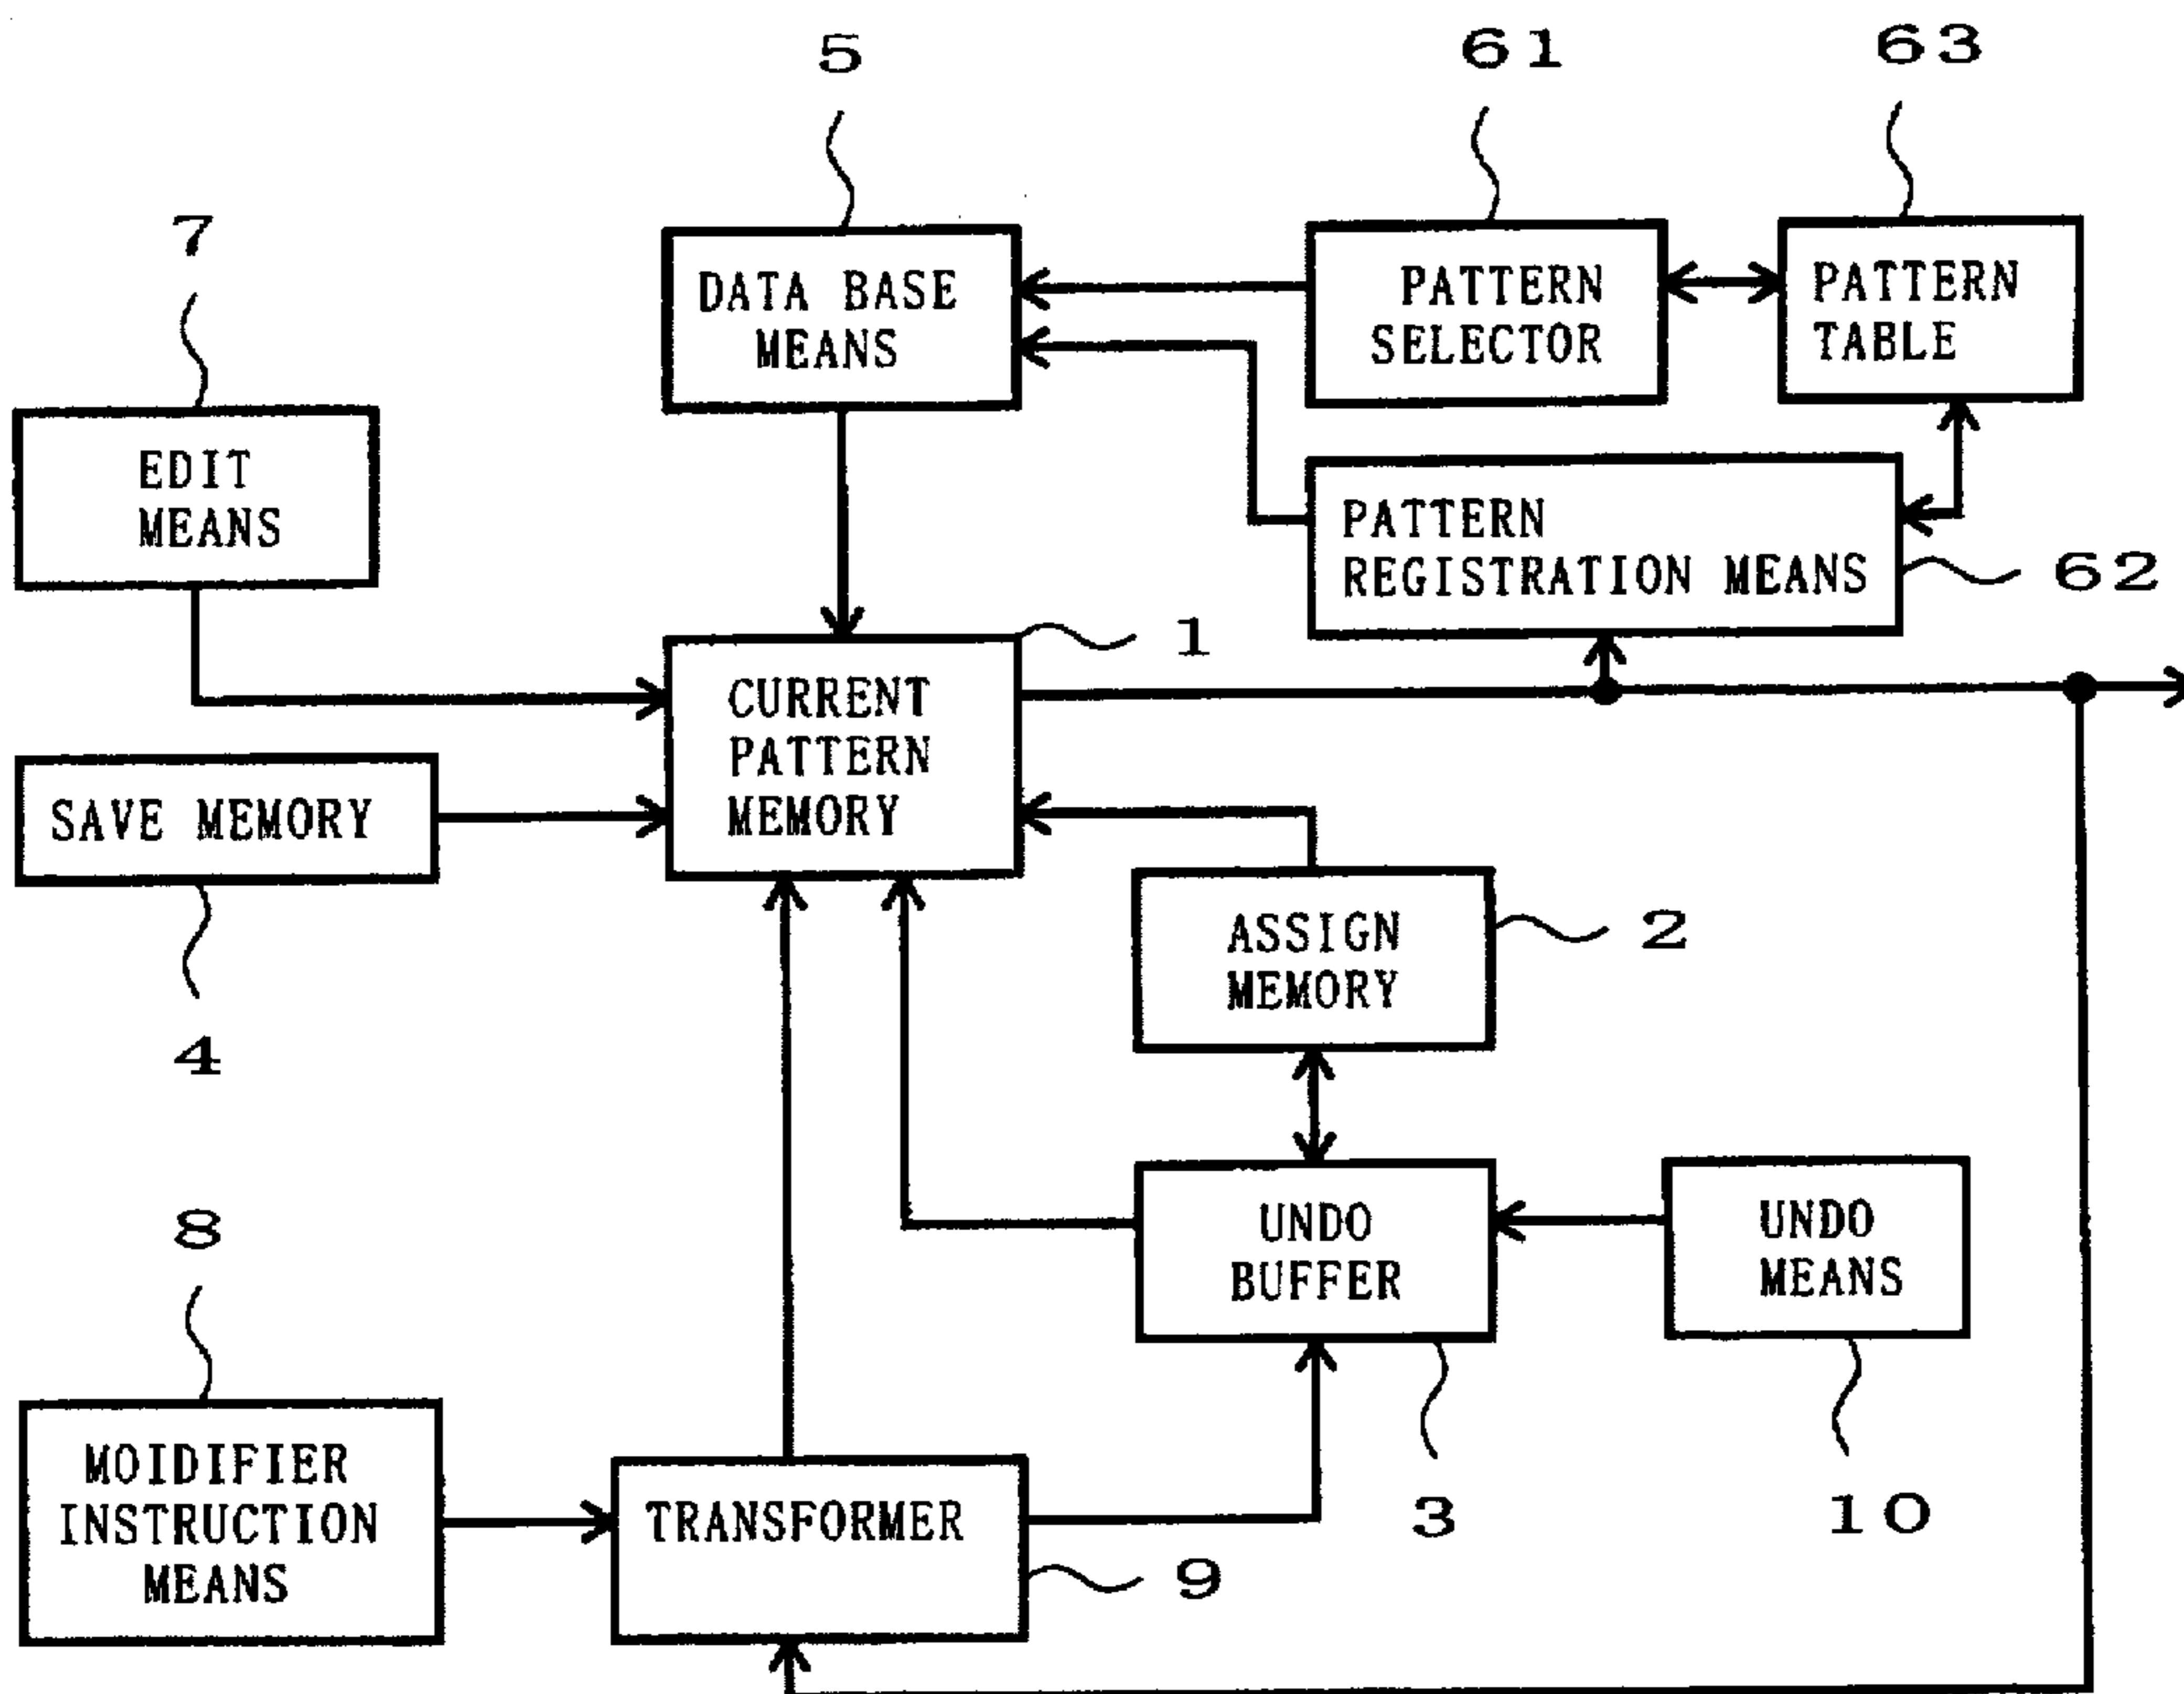 5
61
63
7
DATA BASE
MEANS
PATTERN
SELECTOR
PATTERN
TABLE
EDIT
MEANS
PATTERN
REGISTRATION MEANS
62
1
CURRENT
PATTERN
MEMORY
SAVE MEMORY
4
ASSIGN
MEMORY
2
8
UNDO
BUFFER
UNDO
MEANS
MOIDIFIER
INSTRUCTION
MEANS
TRANSFORMER
9
3
10